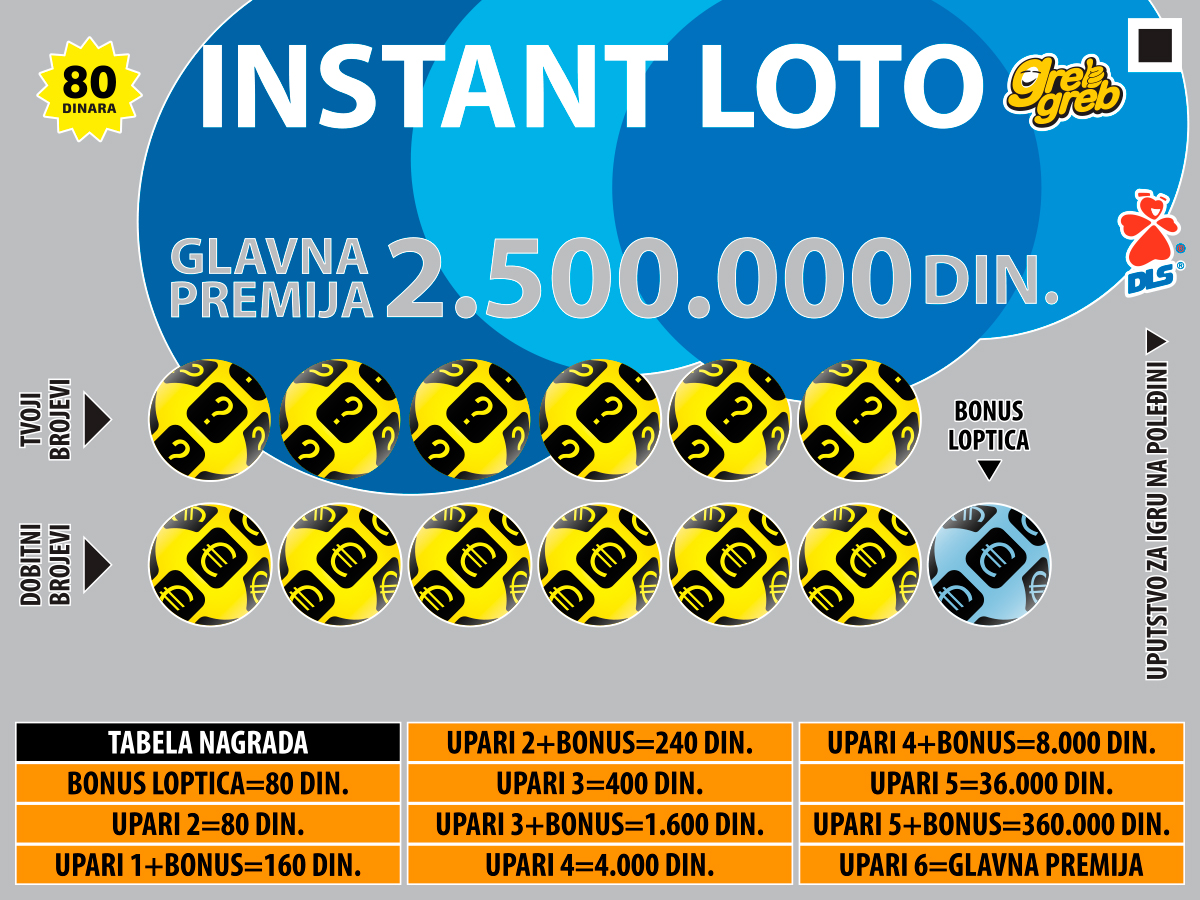 80
DINARA
INSTANT LOTO
greb
greb
GLAVNA
PREMIJA
2.500.000 DIN.
DLS
®
TVOJI
BROJEVI
? ? ? ? ? ?
BONUS
LOPTICA
DOBITNI
BROJEVI
UPUTSTVO ZA IGRU NA POLEĐINI
TABELA NAGRADA
BONUS LOPTICA=80 DIN.
UPARI 2=80 DIN.
UPARI 1+BONUS=160 DIN.
UPARI 2+BONUS=240 DIN.
UPARI 3=400 DIN.
UPARI 3+BONUS=1.600 DIN.
UPARI 4=4.000 DIN.
UPARI 4+BONUS=8.000 DIN.
UPARI 5=36.000 DIN.
UPARI 5+BONUS=360.000 DIN.
UPARI 6=GLAVNA PREMIJA